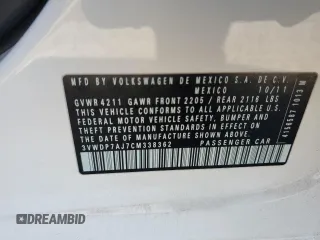 MFD. BY VOLKSWAGEN DE MEXICO S.A. DE C.V.
MEXICO 10/11
GVWR 4211 GAWR FRONT 2205 / REAR 2116 LBS
THIS VEHICLE CONFORMS TO ALL APPLICABLE U.S.
FEDERAL MOTOR VEHICLE SAFETY, BUMPER AND
THEFT PREVENTION STANDARDS IN EFFECT ON THE
DATE OF MANUFACTURE SHOWN ABOVE.
3VWDP7AJ7CM338362 PASSENGER CAR
AUTOBIDMASTER